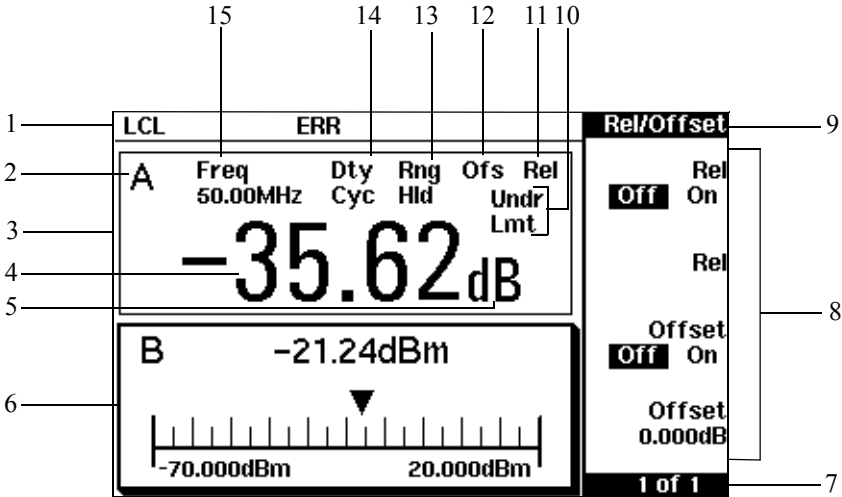 15 14 13 12 11 10
1 LCL ERR Rel/Offset 9
2 A Freq Dty Rng Ofs Rel Rel
50.00MHz Cyc Hld Undr Off On
3 Lmt
4 -35.62dB Rel
5 Offset 8
B -21.24dBm Off On
6 Offset
-70.000dBm 20.000dBm 0.000dB
1 of 1 7